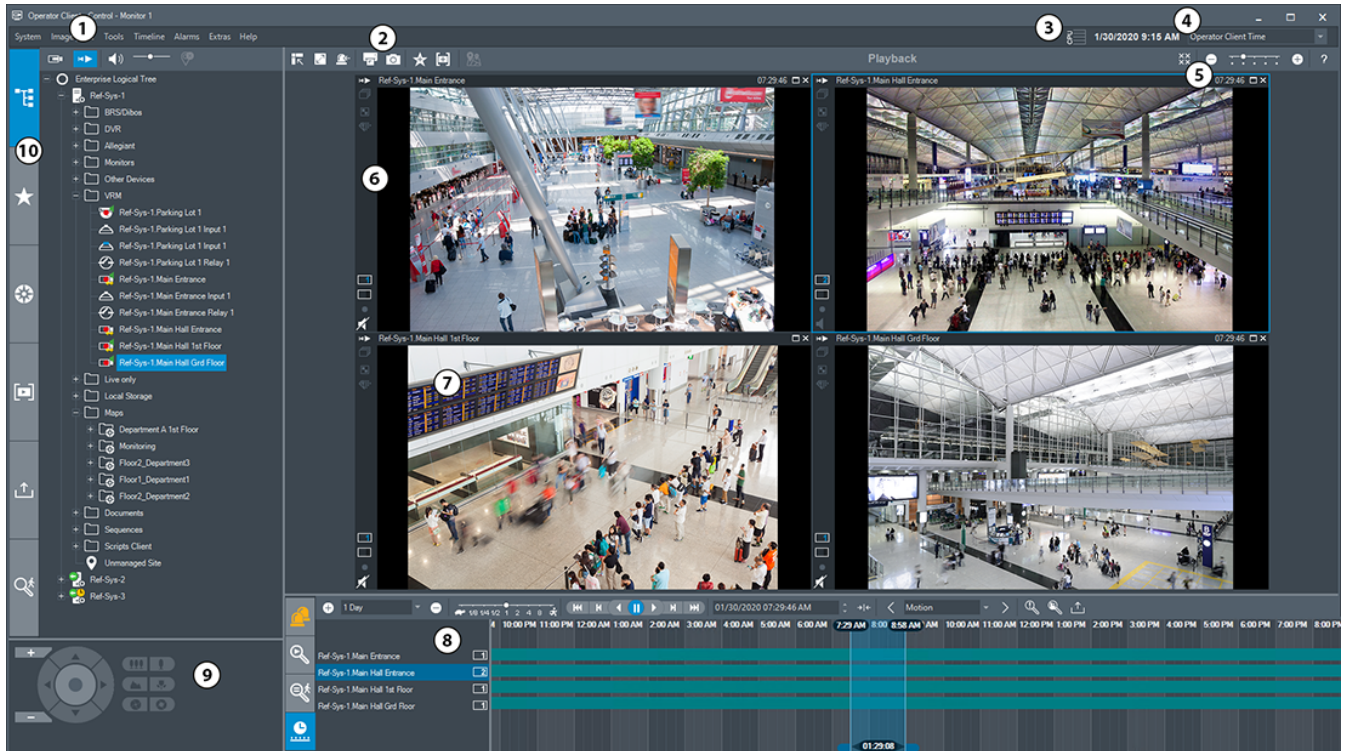 Operator Client - Control - Monitor 1
1
System Image Tools Timeline Alarms Extras Help
2
3
1/30/2020 9:15 AM
4
Operator Client Time
Playback
5
?
10
Enterprise Logical Tree
Ref-Sys-1
BRS/Dibos
DVR
Allegiant
Monitors
Other Devices
VRM
Ref-Sys-1.Parking Lot 1
Ref-Sys-1.Parking Lot 1 Input 1
Ref-Sys-1.Parking Lot 1 Input 1
Ref-Sys-1.Parking Lot 1 Relay 1
Ref-Sys-1.Main Entrance
Ref-Sys-1.Main Entrance Input 1
Ref-Sys-1.Main Entrance Relay 1
Ref-Sys-1.Main Hall Entrance
Ref-Sys-1.Main Hall 1st Floor
Ref-Sys-1.Main Hall Grd Floor
Live only
Local Storage
Maps
Department A 1st Floor
Monitoring
Floor2_Department3
Floor1_Department1
Floor2_Department2
Documents
Sequences
Scripts Client
Unmanaged Site
Ref-Sys-2
Ref-Sys-3
Ref-Sys-1.Main Entrance 07:29:46
Ref-Sys-1.Main Hall Entrance 07:29:46
6
Ref-Sys-1.Main Hall 1st Floor 07:29:46
Ref-Sys-1.Main Hall Grd Floor 07:29:46
7
9
1 Day
1/8 1/4 1/2 1 2 4 8
01/30/2020 07:29:46 AM
Motion
8
10:00 PM 11:00 PM 12:00 AM 1:00 AM 2:00 AM 3:00 AM 4:00 AM 5:00 AM 6:00 AM 7:29 AM 8:00 8:58 AM AM 10:00 AM 11:00 AM 12:00 PM 1:00 PM 2:00 PM 3:00 PM 4:00 PM 5:00 PM 6:00 PM 7:00 PM 8:00 PM
Ref-Sys-1.Main Entrance 1
Ref-Sys-1.Main Hall Entrance 2
Ref-Sys-1.Main Hall 1st Floor 1
Ref-Sys-1.Main Hall Grd Floor 1
01:29:08